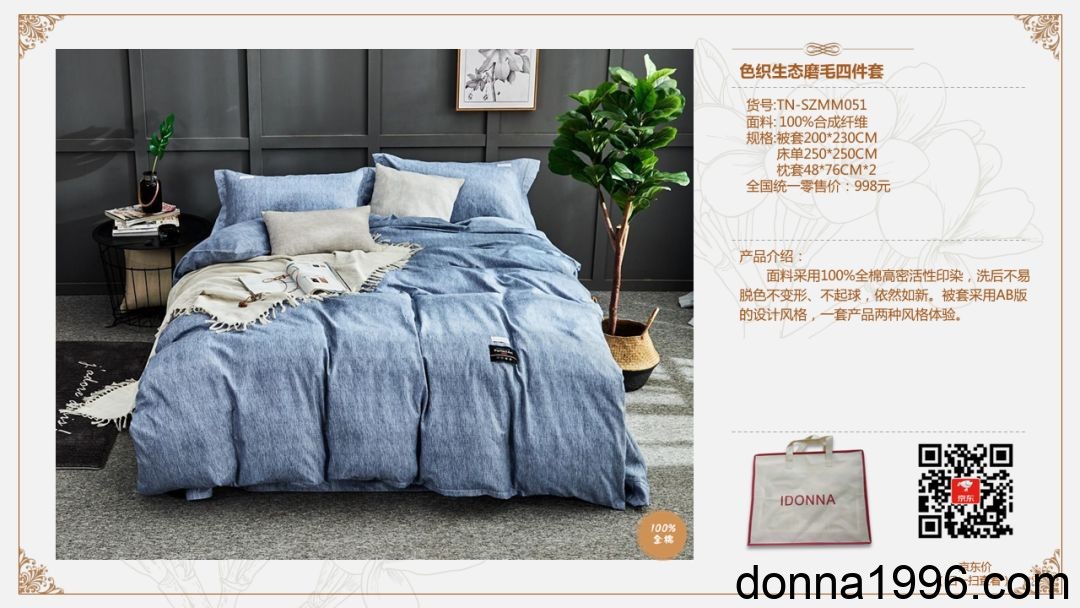 色织生态磨毛四件套
货号:TN-SZMM051
面料: 100%合成纤维
规格:被套200*230CM
床单250*250CM
枕套48*76CM*2
全国统一零售价：998元
产品介绍：
面料采用100%全棉高密活性印染，洗后不易
脱色不变形、不起球，依然如新。被套采用AB版
的设计风格，一套产品两种风格体验。
j'adore
100%
全棉
IDONNA
京东
京东价
donna1996.com